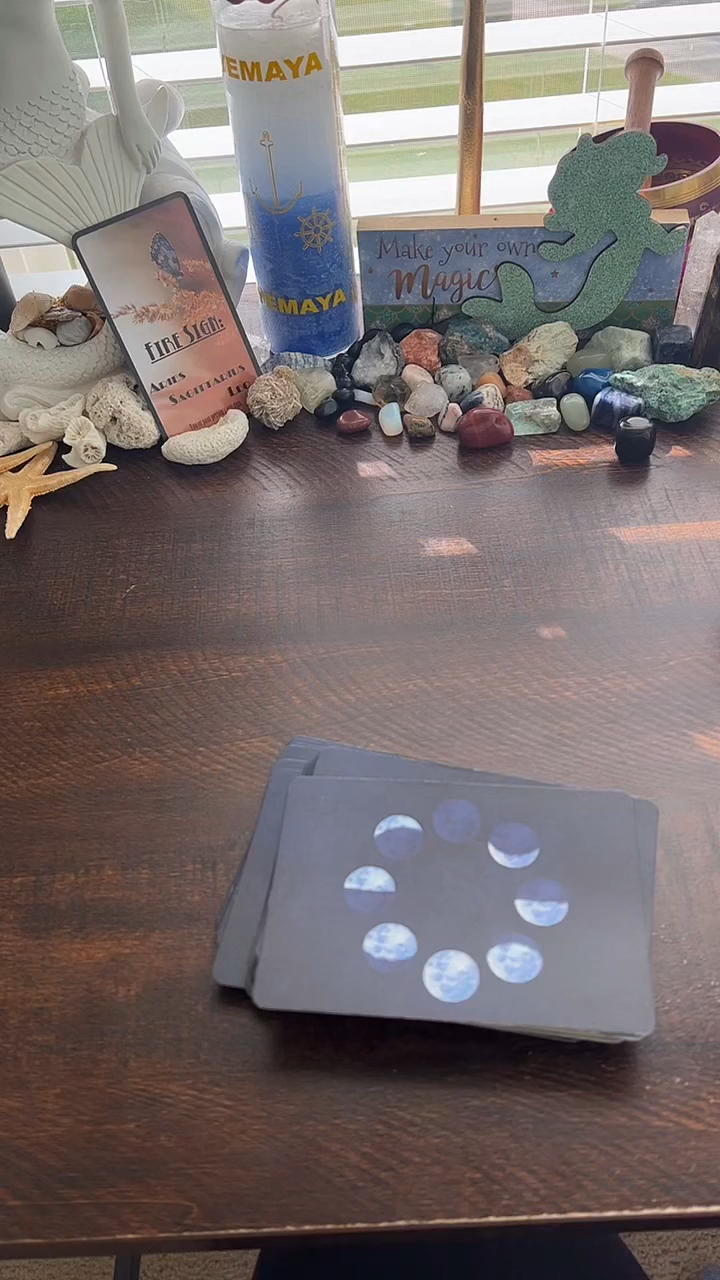 YEMAYA
Make your own
Magic
YEMAYA
FIRE SIGN:
ARIES
SAGITTARIUS
LEO